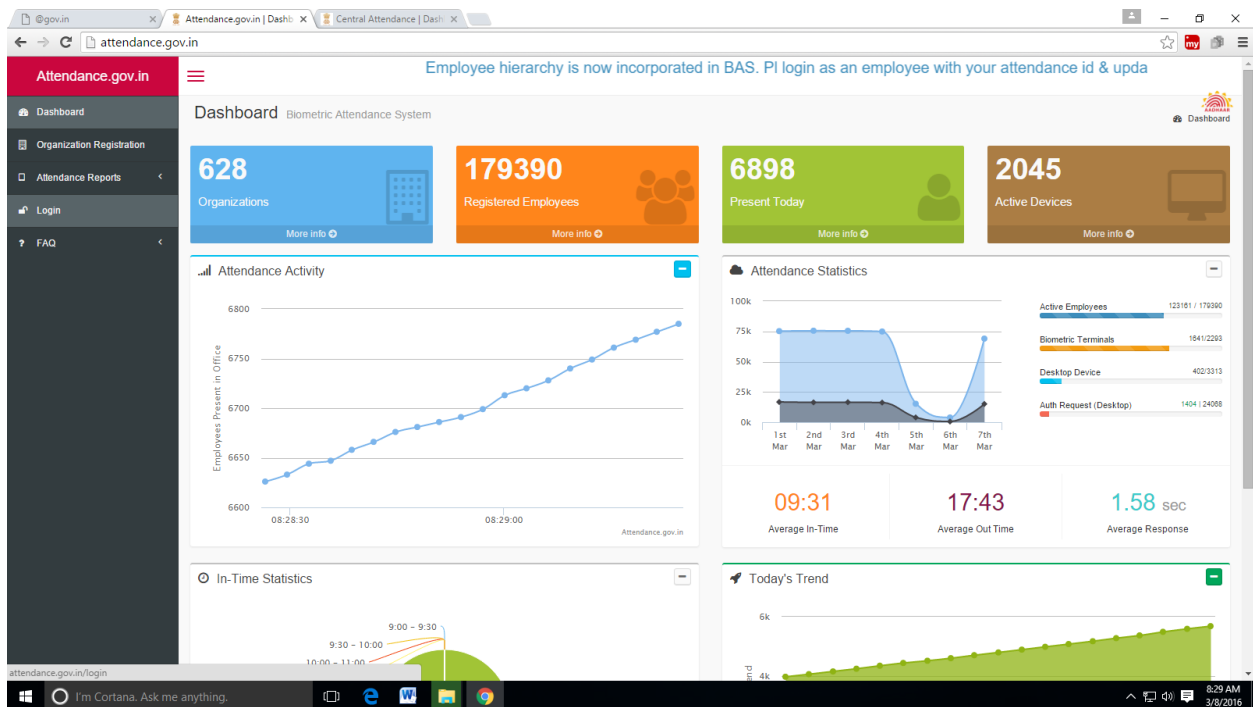 @gov.in
Attendance.gov.in | Dashb
Central Attendance | Dash
attendance.gov.in
my
Attendance.gov.in
Employee hierarchy is now incorporated in BAS. Pl login as an employee with your attendance id & upda
Dashboard
Organization Registration
Attendance Reports
Login
? FAQ
Dashboard Biometric Attendance System
AADHAAR
Dashboard
628
Organizations
More info
179390
Registered Employees
More info
6898
Present Today
More info
2045
Active Devices
More info
Attendance Activity
6800
6750
6700
6650
6600
Employees Present in Office
08:28:30 08:29:00
Attendance.gov.in
Attendance Statistics
100k
75k
50k
25k
0k
1st Mar
2nd Mar
3rd Mar
4th Mar
5th Mar
6th Mar
7th Mar
Active Employees 123161 / 179390
Biometric Terminals 1641/2293
Desktop Device 402/3313
Auth Request (Desktop) 1404 | 24068
09:31
Average In-Time
17:43
Average Out Time
1.58 sec
Average Response
In-Time Statistics
9:00 – 9:30
9:30 – 10:00
10:00 – 11:00
Today's Trend
6k
4k
attendance.gov.in/login
I'm Cortana. Ask me anything.
8:29 AM
3/8/2016